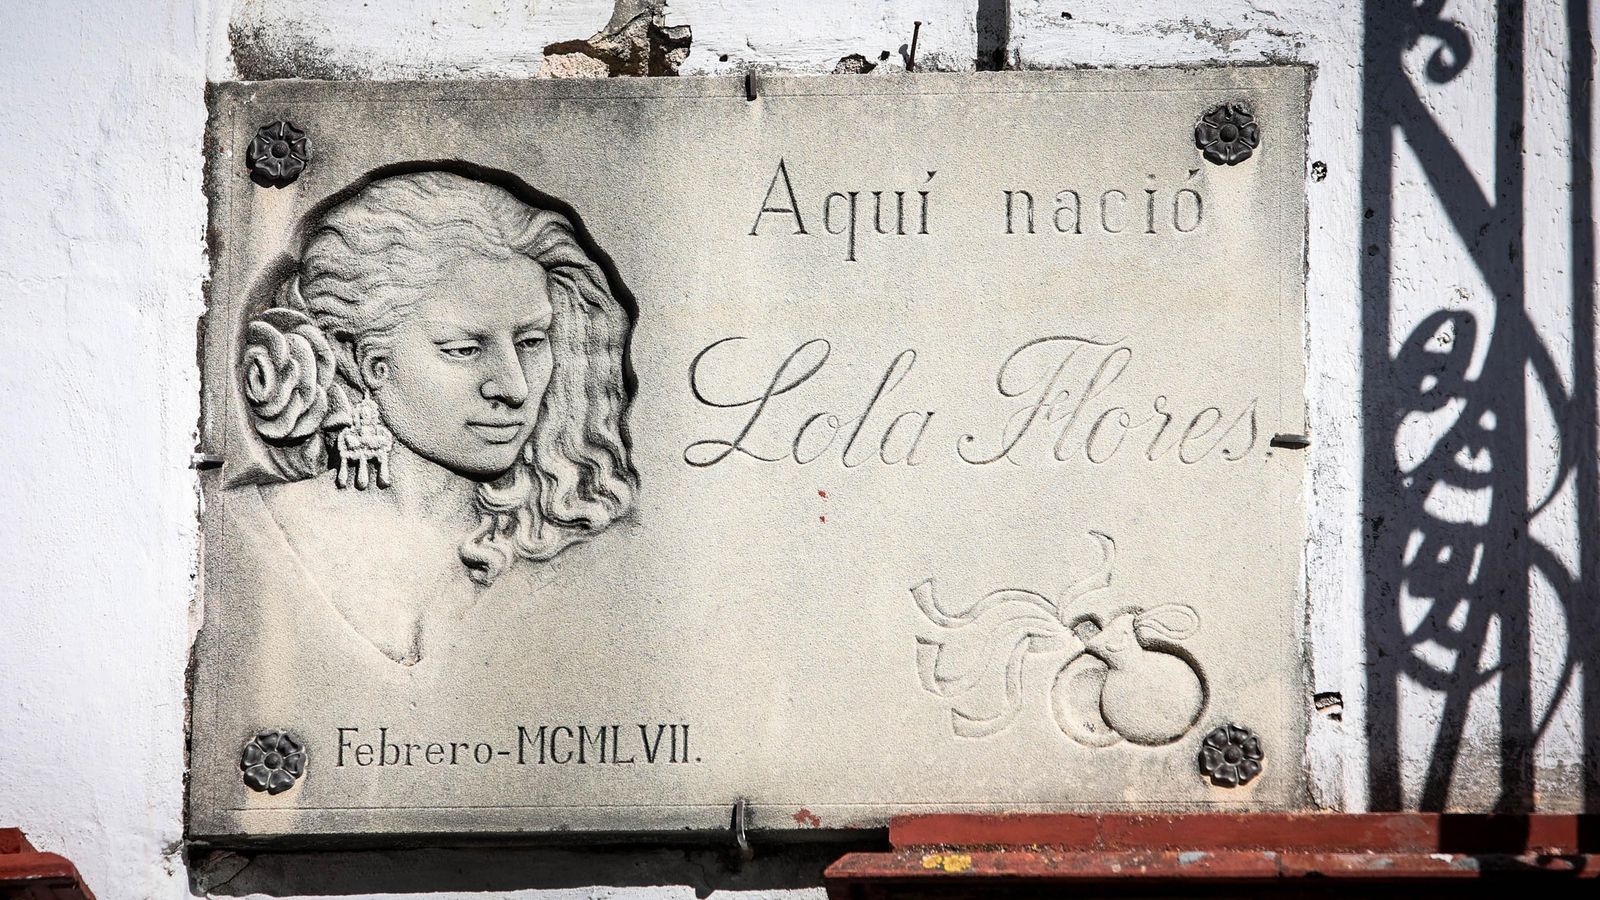 Aquí nació
Lola Flores.
Febrero-MCMLVII.